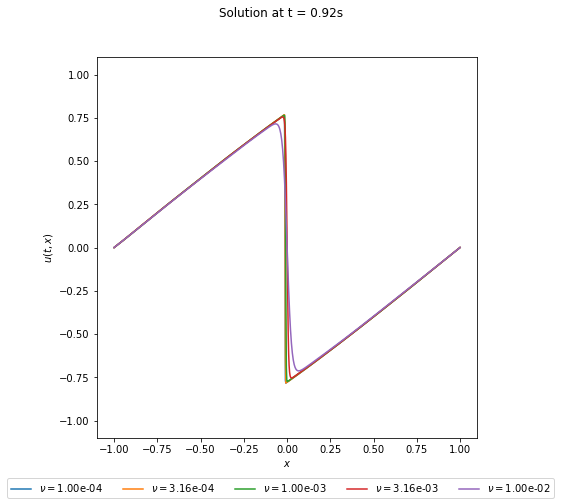 Solution at t = 0.92s
1.00
0.75
0.50
0.25
0.00
−0.25
−0.50
−0.75
−1.00
u(t, x)
−1.00 −0.75 −0.50 −0.25 0.00 0.25 0.50 0.75 1.00
x
ν = 1.00e-04 ν = 3.16e-04 ν = 1.00e-03 ν = 3.16e-03 ν = 1.00e-02